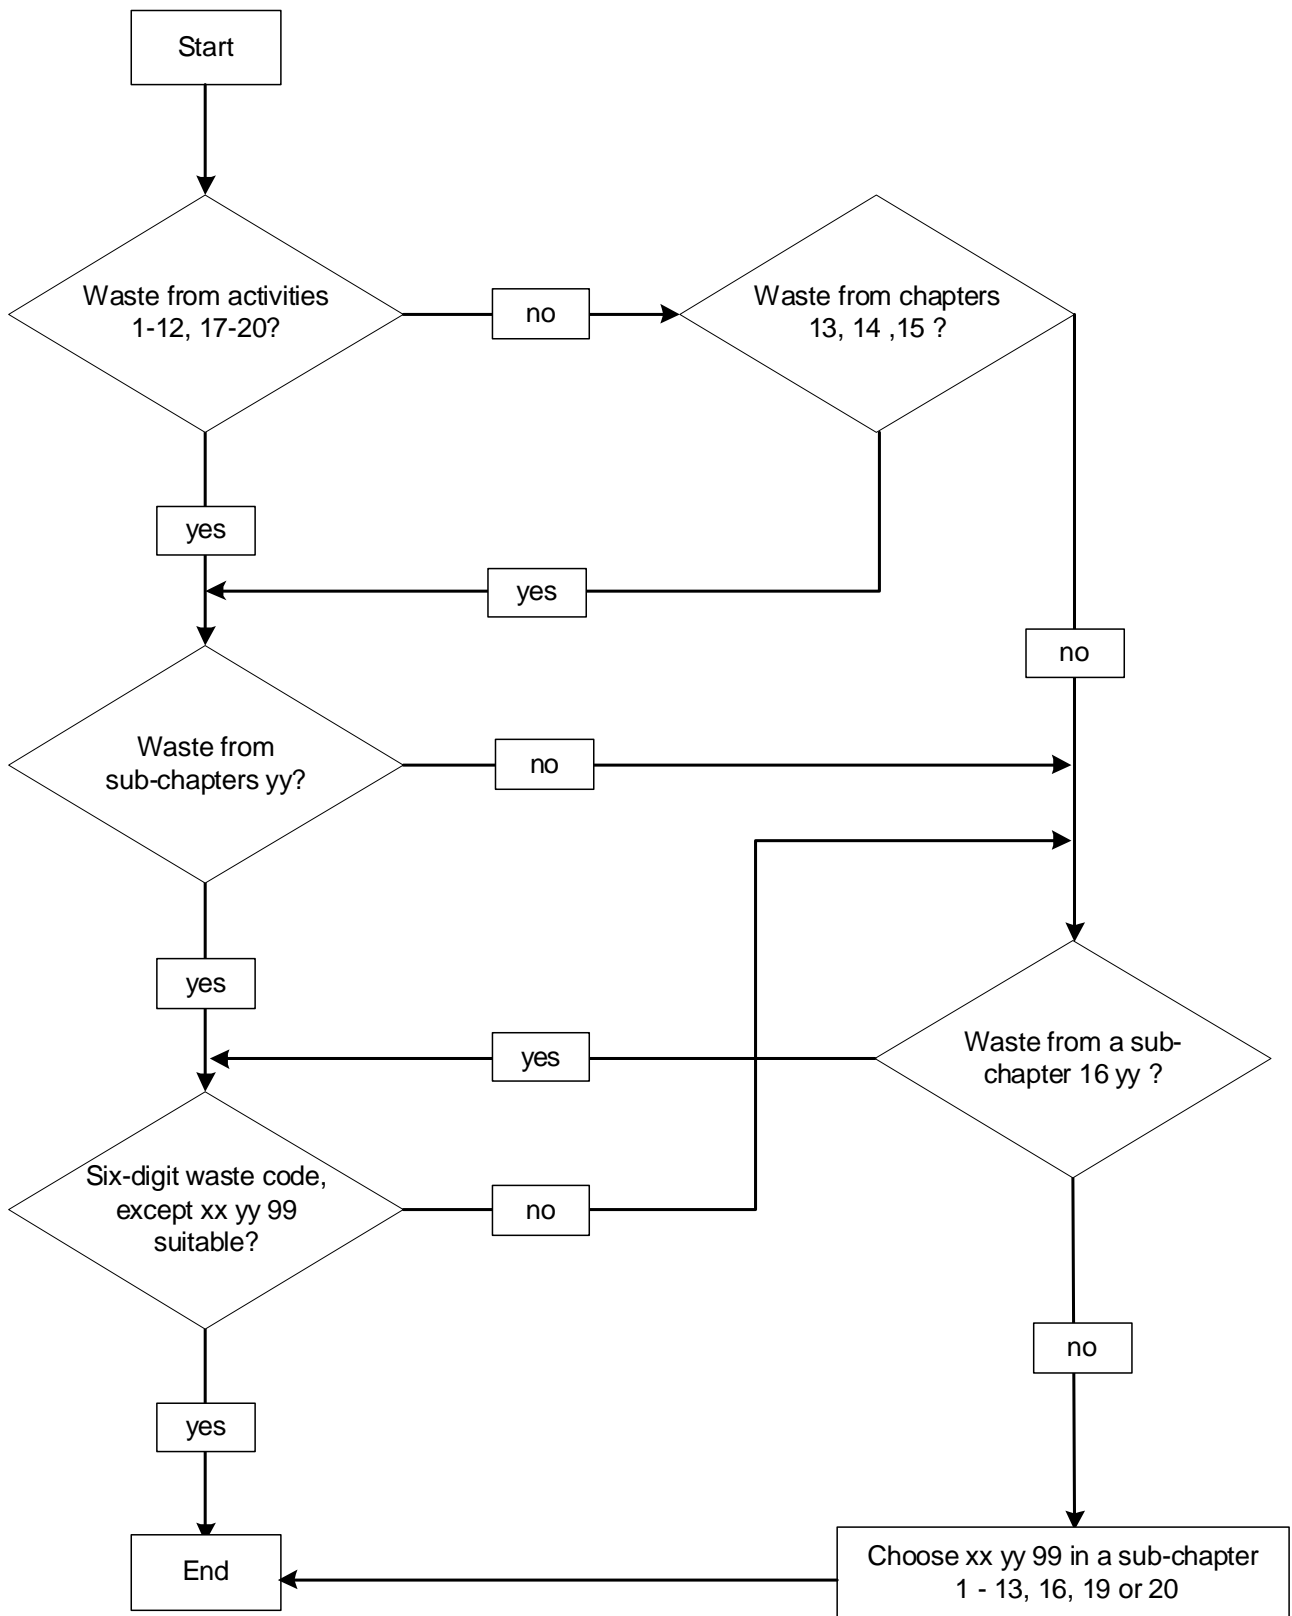 Start
Waste from activities
1-12, 17-20?
no
Waste from chapters
13, 14 ,15 ?
yes
yes
no
Waste from
sub-chapters yy?
no
yes
yes
Waste from a sub-
chapter 16 yy ?
Six-digit waste code,
except xx yy 99
suitable?
no
no
yes
End
Choose xx yy 99 in a sub-chapter
1 - 13, 16, 19 or 20